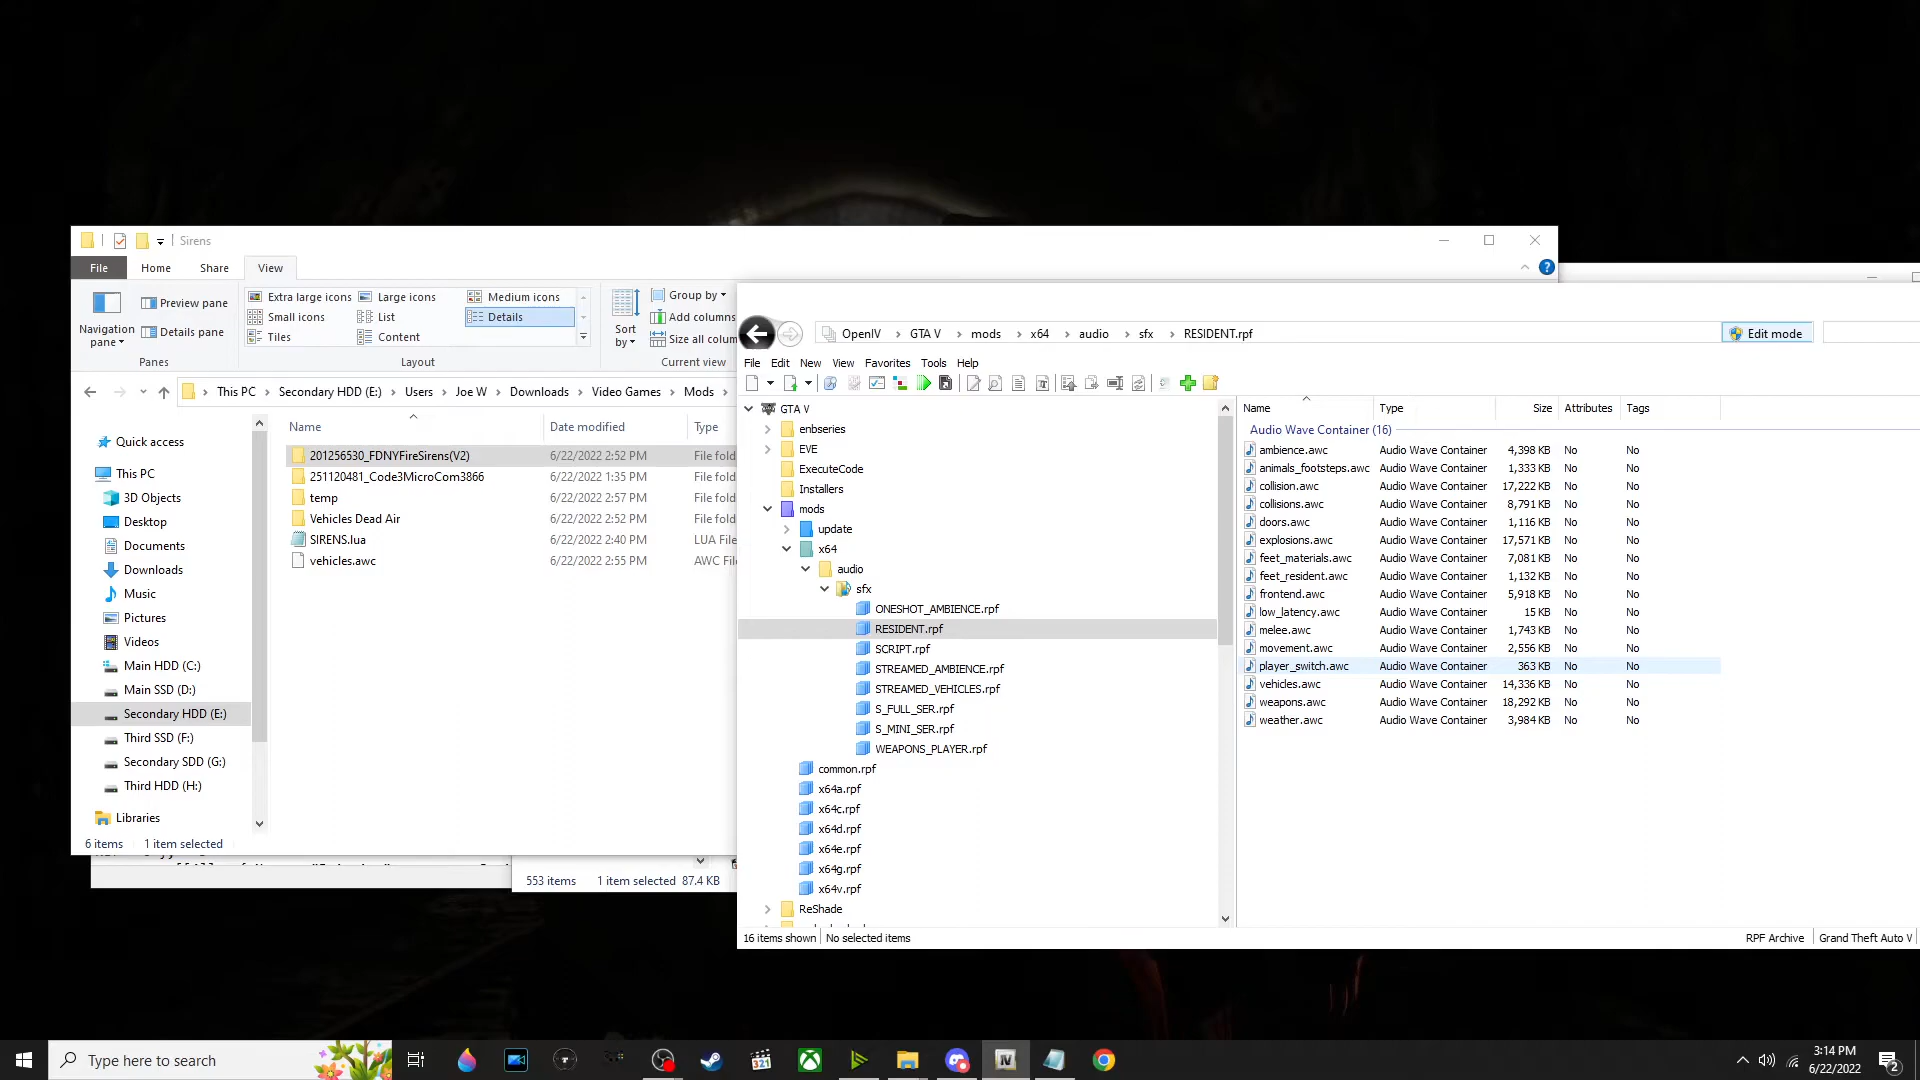 Sirens
File
Home
Share
View
Navigation pane
Preview pane
Details pane
Panes
Extra large icons
Large icons
Medium icons
Small icons
List
Details
Tiles
Content
Layout
Sort by
Group by
Add columns
Size all colum
Current view
This PC
Secondary HDD (E:)
Users
Joe W
Downloads
Video Games
Mods
Quick access
This PC
3D Objects
Desktop
Documents
Downloads
Music
Pictures
Videos
Main HDD (C:)
Main SSD (D:)
Secondary HDD (E:)
Third SSD (F:)
Secondary SDD (G:)
Third HDD (H:)
Libraries
Name Date modified Type
201256530_FDNYFireSirens(V2) 6/22/2022 2:52 PM File fold
251120481_Code3MicroCom3866 6/22/2022 1:35 PM File fold
temp 6/22/2022 2:57 PM File fold
Vehicles Dead Air 6/22/2022 2:52 PM File fold
SIRENS.lua 6/22/2022 2:40 PM LUA File
vehicles.awc 6/22/2022 2:55 PM AWC File
6 items 1 item selected
553 items 1 item selected 87.4 KB
OpenIV GTA V mods x64 audio sfx RESIDENT.rpf
Edit mode
File Edit New View Favorites Tools Help
GTA V
enbseries
EVE
ExecuteCode
Installers
mods
update
x64
audio
sfx
ONESHOT_AMBIENCE.rpf
RESIDENT.rpf
SCRIPT.rpf
STREAMED_AMBIENCE.rpf
STREAMED_VEHICLES.rpf
S_FULL_SER.rpf
S_MINI_SER.rpf
WEAPONS_PLAYER.rpf
common.rpf
x64a.rpf
x64c.rpf
x64d.rpf
x64e.rpf
x64g.rpf
x64v.rpf
ReShade
Name Type Size Attributes Tags
Audio Wave Container (16)
ambience.awc Audio Wave Container 4,398 KB No No
animals_footsteps.awc Audio Wave Container 1,333 KB No No
collision.awc Audio Wave Container 17,222 KB No No
collisions.awc Audio Wave Container 8,791 KB No No
doors.awc Audio Wave Container 1,116 KB No No
explosions.awc Audio Wave Container 17,571 KB No No
feet_materials.awc Audio Wave Container 7,081 KB No No
feet_resident.awc Audio Wave Container 1,132 KB No No
frontend.awc Audio Wave Container 5,918 KB No No
low_latency.awc Audio Wave Container 15 KB No No
melee.awc Audio Wave Container 1,743 KB No No
movement.awc Audio Wave Container 2,556 KB No No
player_switch.awc Audio Wave Container 363 KB No No
vehicles.awc Audio Wave Container 14,336 KB No No
weapons.awc Audio Wave Container 18,292 KB No No
weather.awc Audio Wave Container 3,984 KB No No
16 items shown No selected items
RPF Archive Grand Theft Auto V
Type here to search
321
IV
3:14 PM
6/22/2022
2